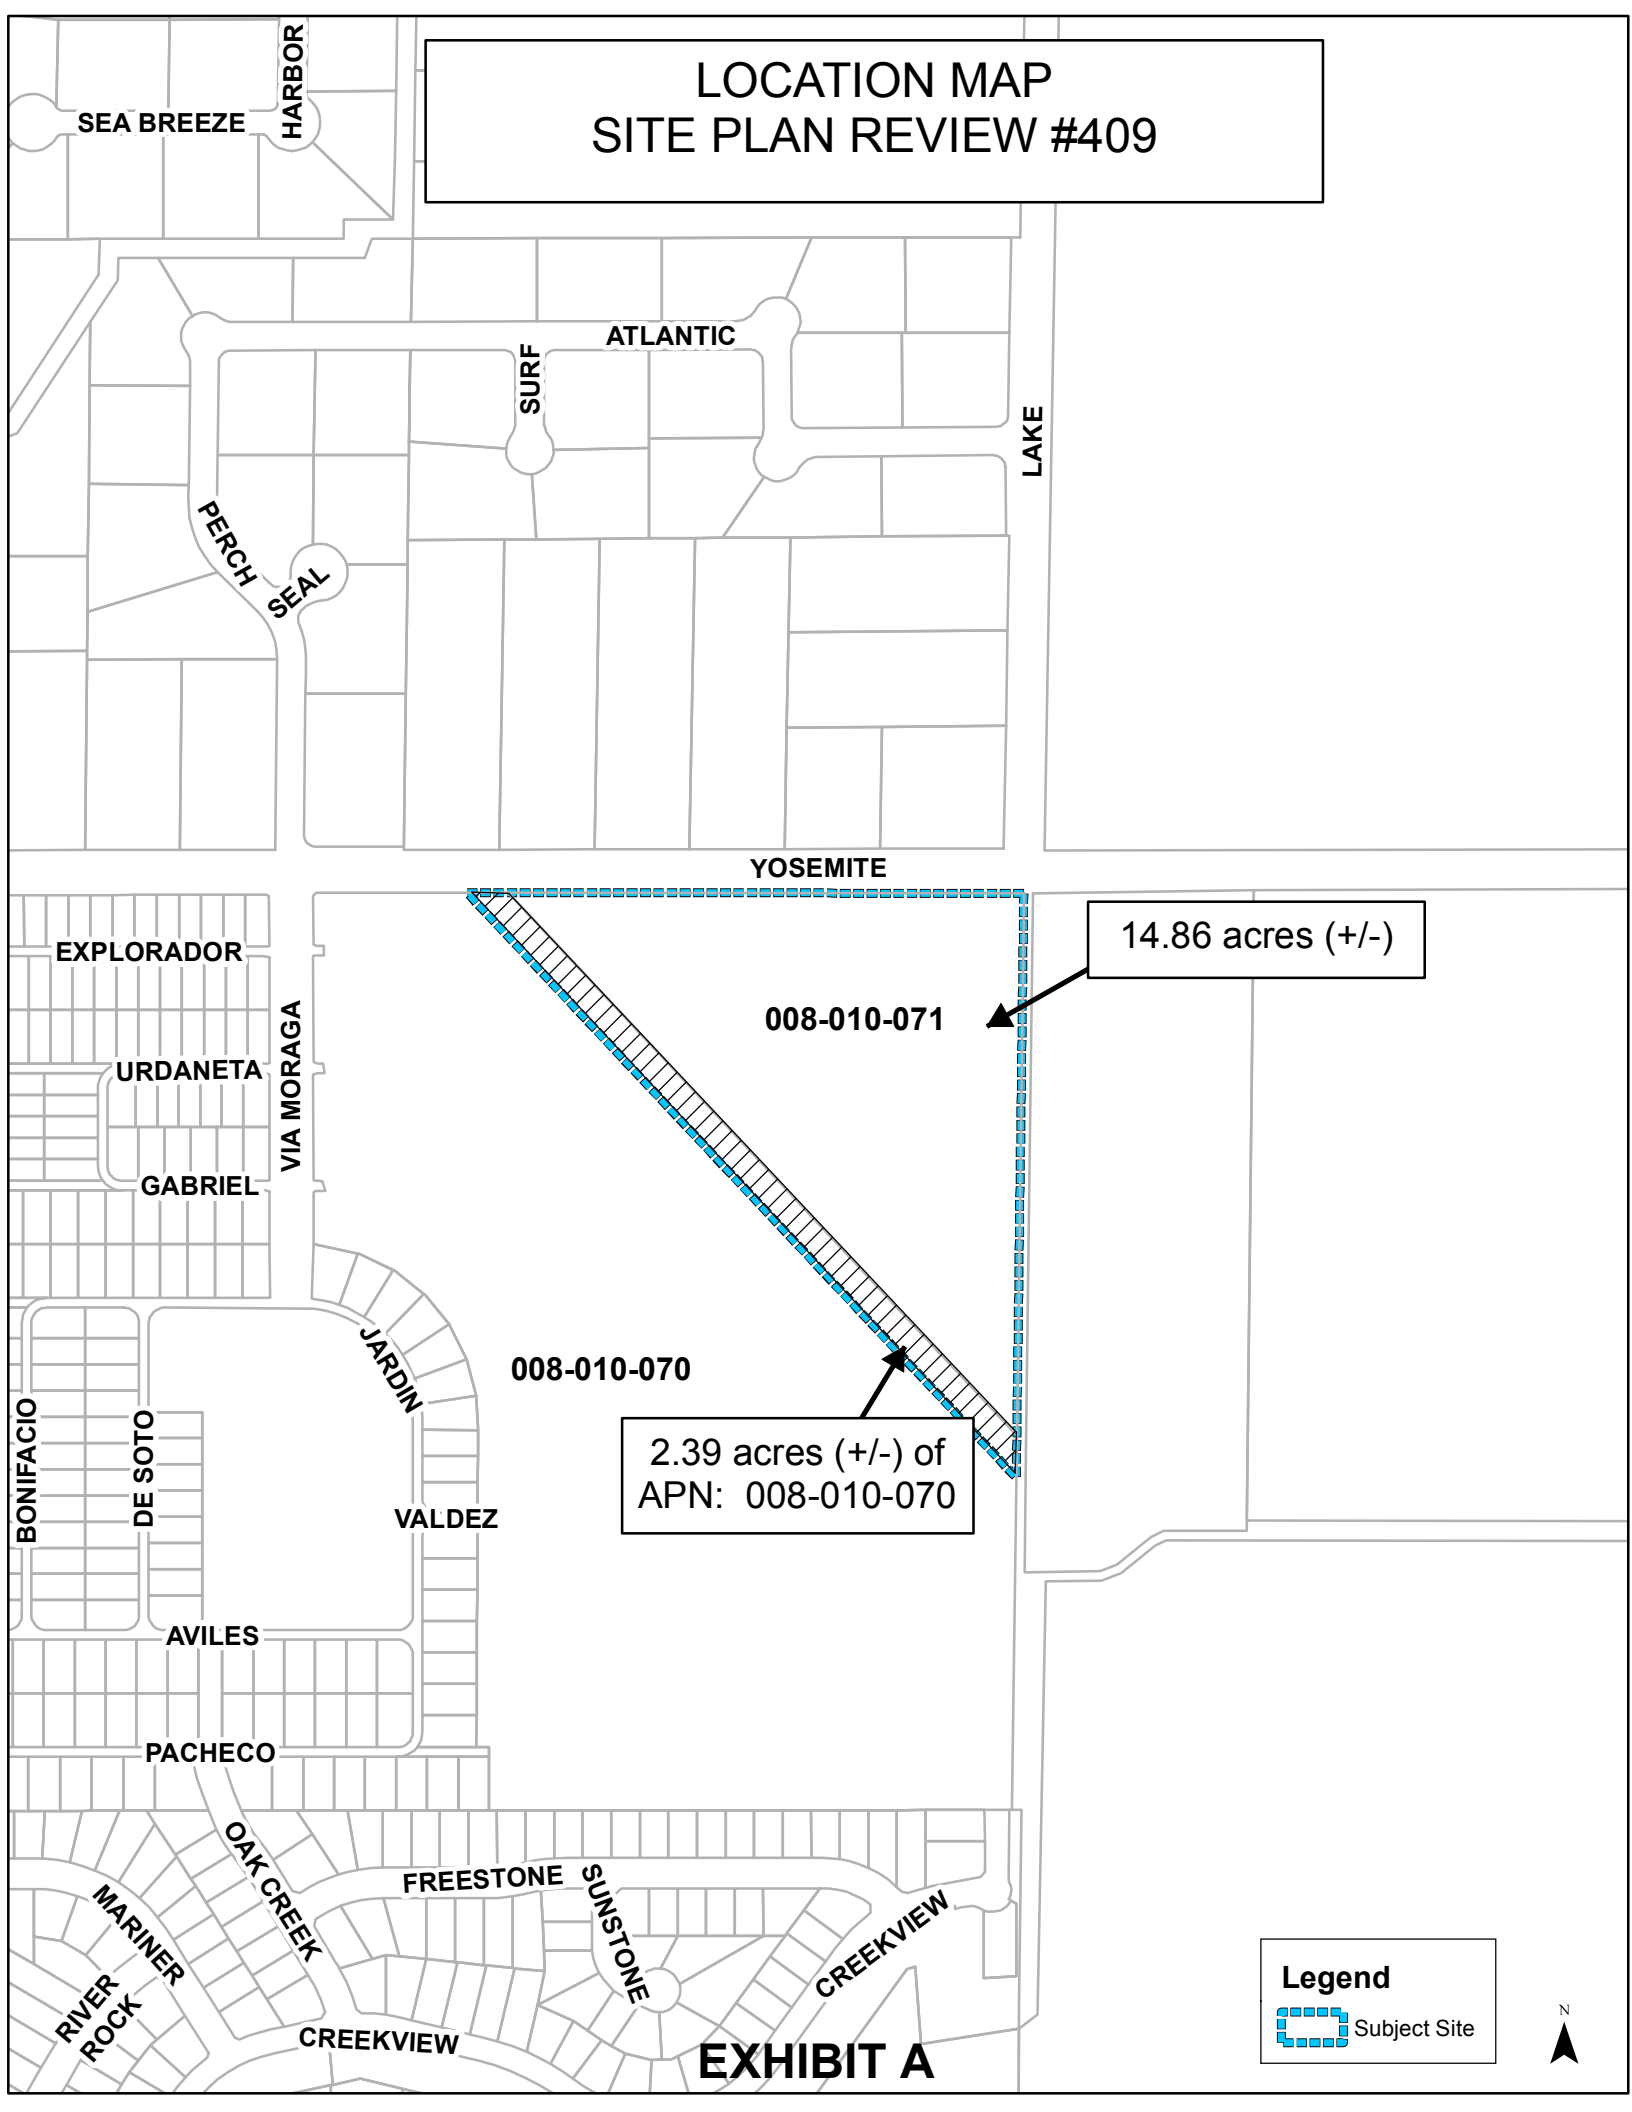 LOCATION MAP
SITE PLAN REVIEW #409
HARBOR
SEA BREEZE
ATLANTIC
SURF
LAKE
PERCH
SEAL
YOSEMITE
14.86 acres (+/-)
EXPLORADOR
008-010-071
URDANETA
VIA MORAGA
GABRIEL
JARDIN
008-010-070
BONIFACIO
DE SOTO
2.39 acres (+/-) of
APN:  008-010-070
VALDEZ
AVILES
PACHECO
OAK CREEK
FREESTONE
SUNSTONE
MARINER
CREEKVIEW
RIVER
ROCK
CREEKVIEW
EXHIBIT A
Legend
Subject Site
N